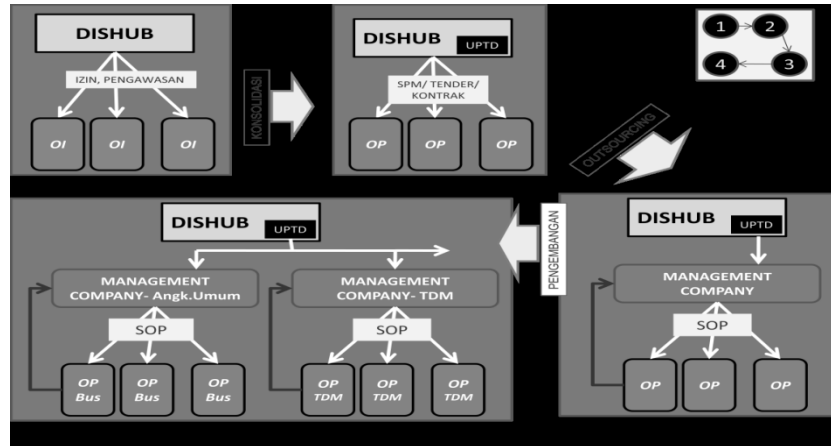 DISHUB
IZIN, PENGAWASAN
OI
OI
OI
KONSOLIDASI
DISHUB
UPTD
SPM/ TENDER/
KONTRAK
OP
OP
OP
1
2
4
3
OUTSOURCING
DISHUB
UPTD
MANAGEMENT
COMPANY
SOP
OP
OP
OP
PENGEMBANGAN
DISHUB
UPTD
MANAGEMENT
COMPANY- Angk.Umum
SOP
OP
Bus
OP
Bus
OP
Bus
MANAGEMENT
COMPANY- TDM
SOP
OP
TDM
OP
TDM
OP
TDM